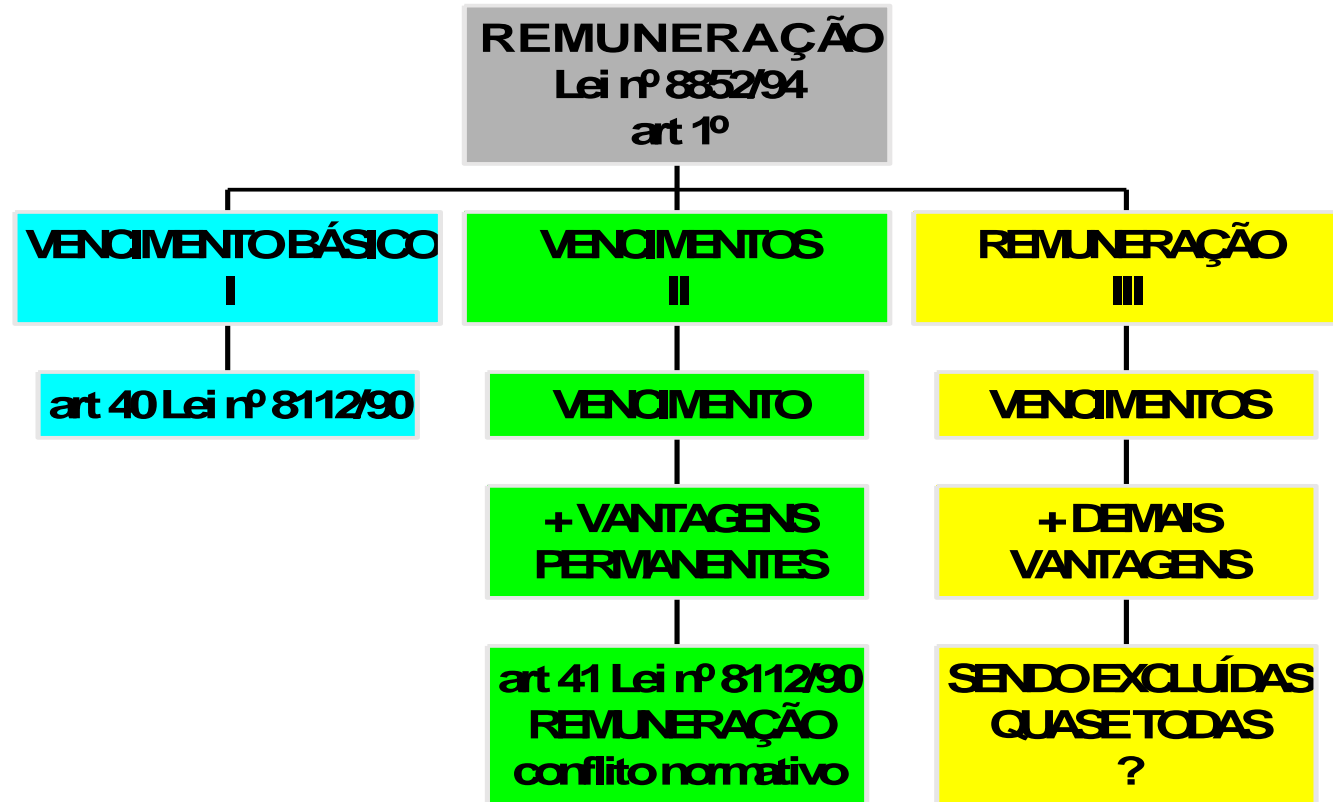 REMUNERAÇÃO
Lei nº 8852/94
art 1º
VENCIMENTO BÁSICO
I
VENCIMENTOS
II
REMUNERAÇÃO
III
art 40 Lei nº 8112/90
VENCIMENTO
VENCIMENTOS
+ VANTAGENS
PERMANENTES
+ DEMAIS
VANTAGENS
art 41 Lei nº 8112/90
REMUNERAÇÃO
conflito normativo
SENDO EXCLUÍDAS
QUASE TODAS
?